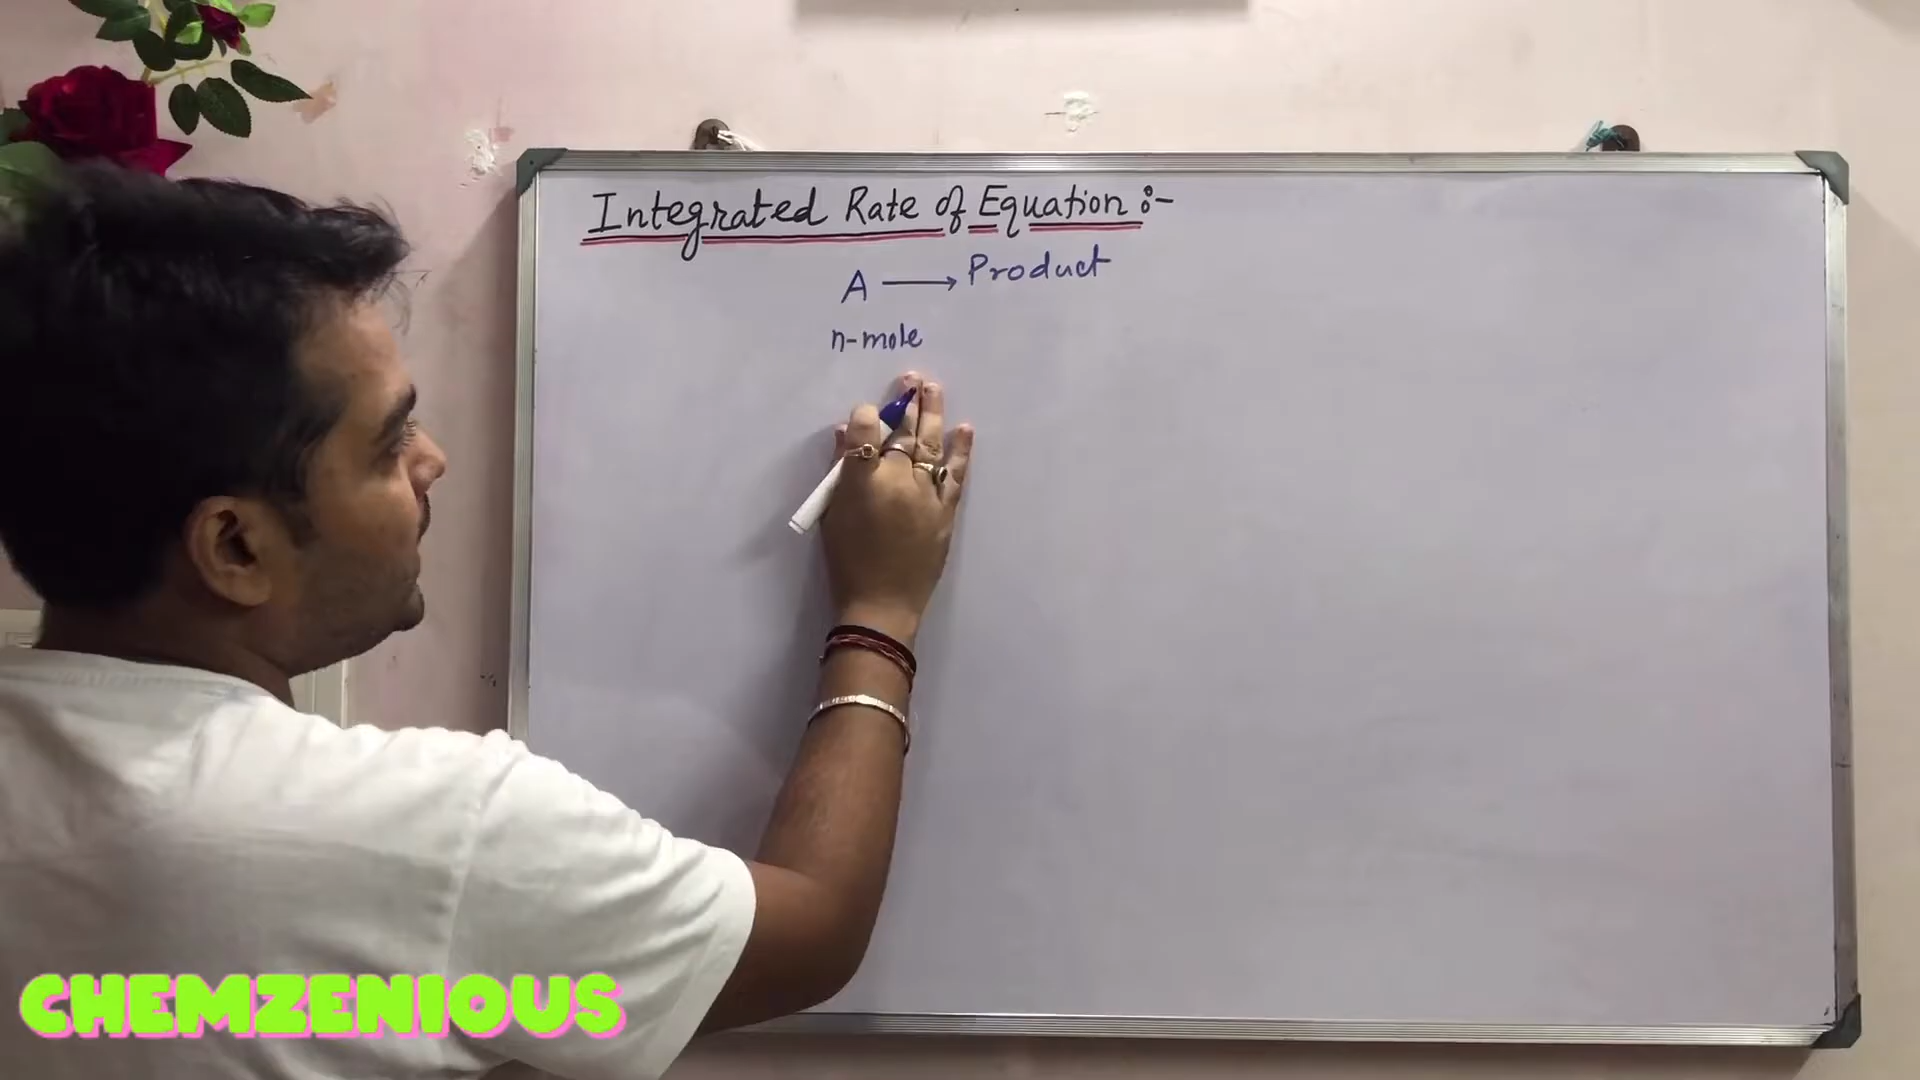 Integrated Rate of Equation :-
A ⟶ Product
n-mole
CHEMZENIOUS